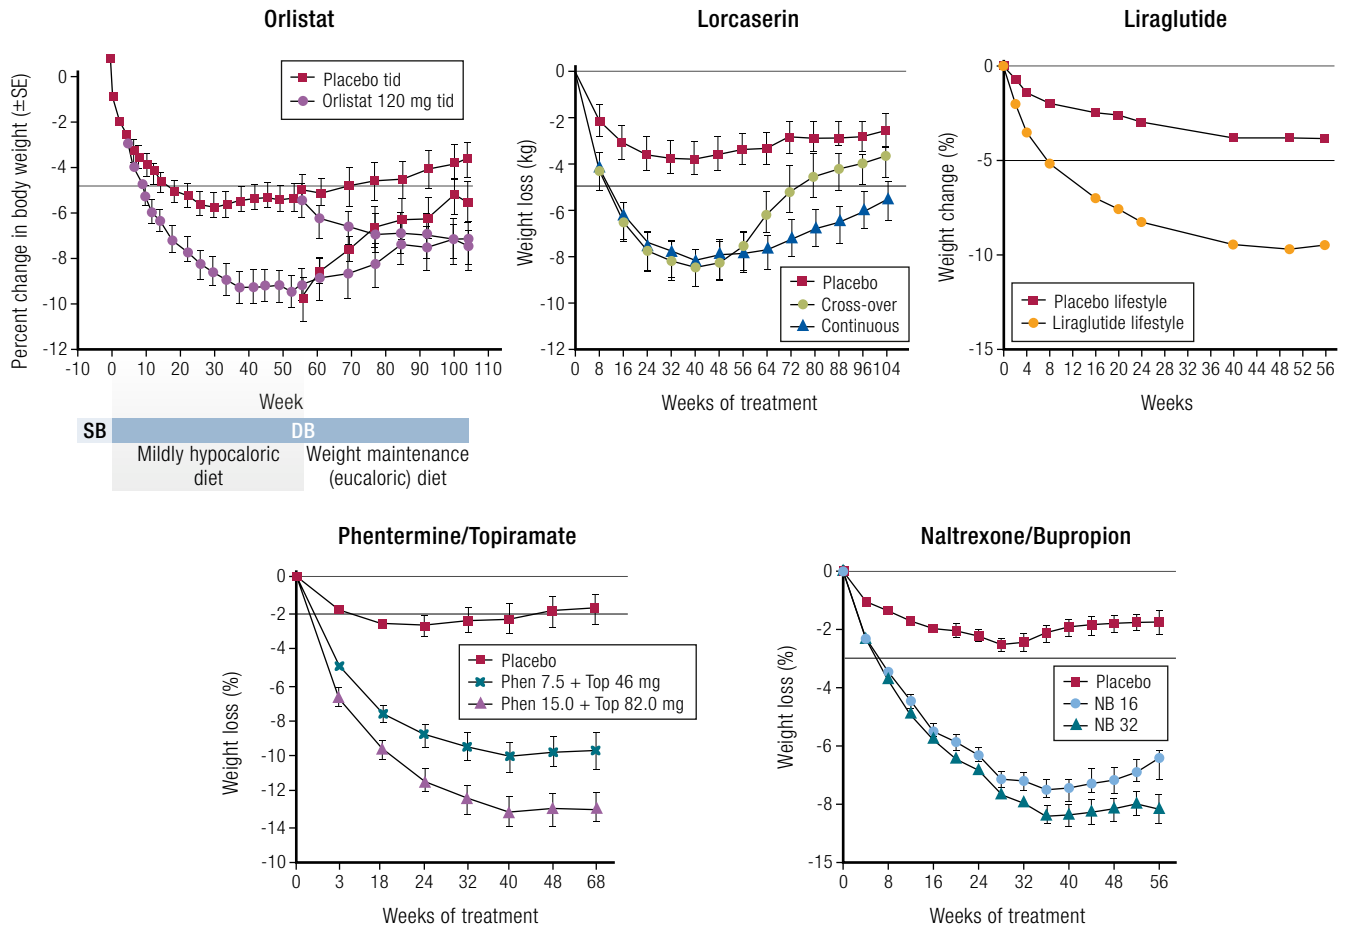 Orlistat
Percent change in body weight (±SE)
0
-2
-4
-6
-8
-10
-12
Placebo tid
Orlistat 120 mg tid
-10 0 10 20 30 40 50 60 70 80 90 100 110
Week
SB DB
Mildly hypocaloric
diet
Weight maintenance
(eucaloric) diet
Lorcaserin
Weight loss (kg)
0
-2
-4
-6
-8
-10
-12
Placebo
Cross-over
Continuous
0 8 16 24 32 40 48 56 64 72 80 88 96 104
Weeks of treatment
Liraglutide
Weight change (%)
0
-5
-10
-15
Placebo lifestyle
Liraglutide lifestyle
0 4 8 12 16 20 24 28 32 36 40 44 48 52 56
Weeks
Phentermine/Topiramate
Weight loss (%)
0
-2
-4
-6
-8
-10
-12
-14
-10
Placebo
Phen 7.5 + Top 46 mg
Phen 15.0 + Top 82.0 mg
0 3 18 24 32 40 48 68
Weeks of treatment
Naltrexone/Bupropion
Weight loss (%)
0
-2
-4
-6
-8
-15
Placebo
NB 16
NB 32
0 8 16 24 32 40 48 56
Weeks of treatment